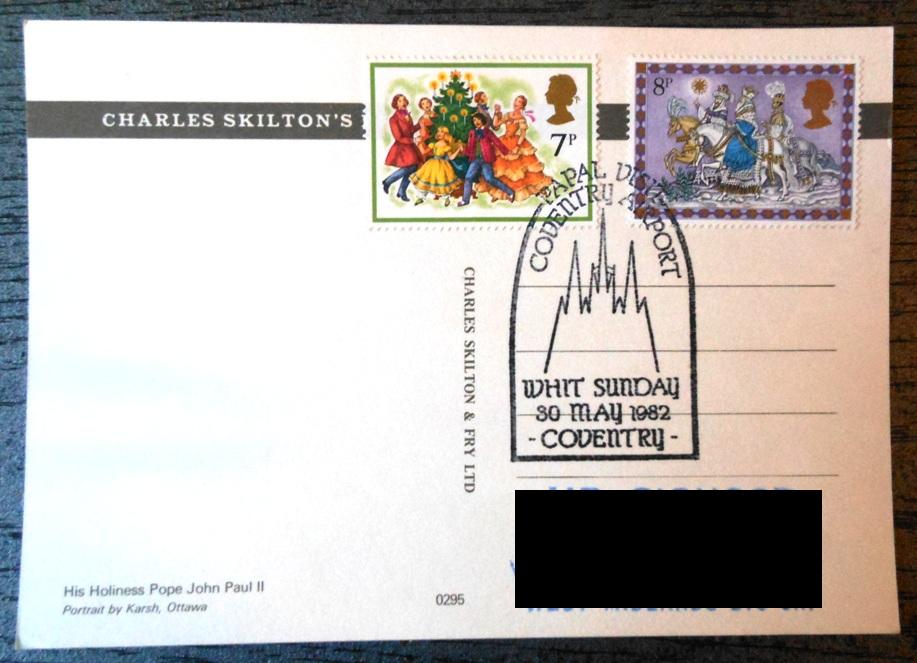 CHARLES SKILTON'S
7P
8P
PAPAL
COVENTRY AIRPORT
WHIT SUNDAY
30 MAY 1982
- COVENTRY -
CHARLES SKILTON & FRY LTD
His Holiness Pope John Paul II
Portrait by Karsh, Ottawa
0295